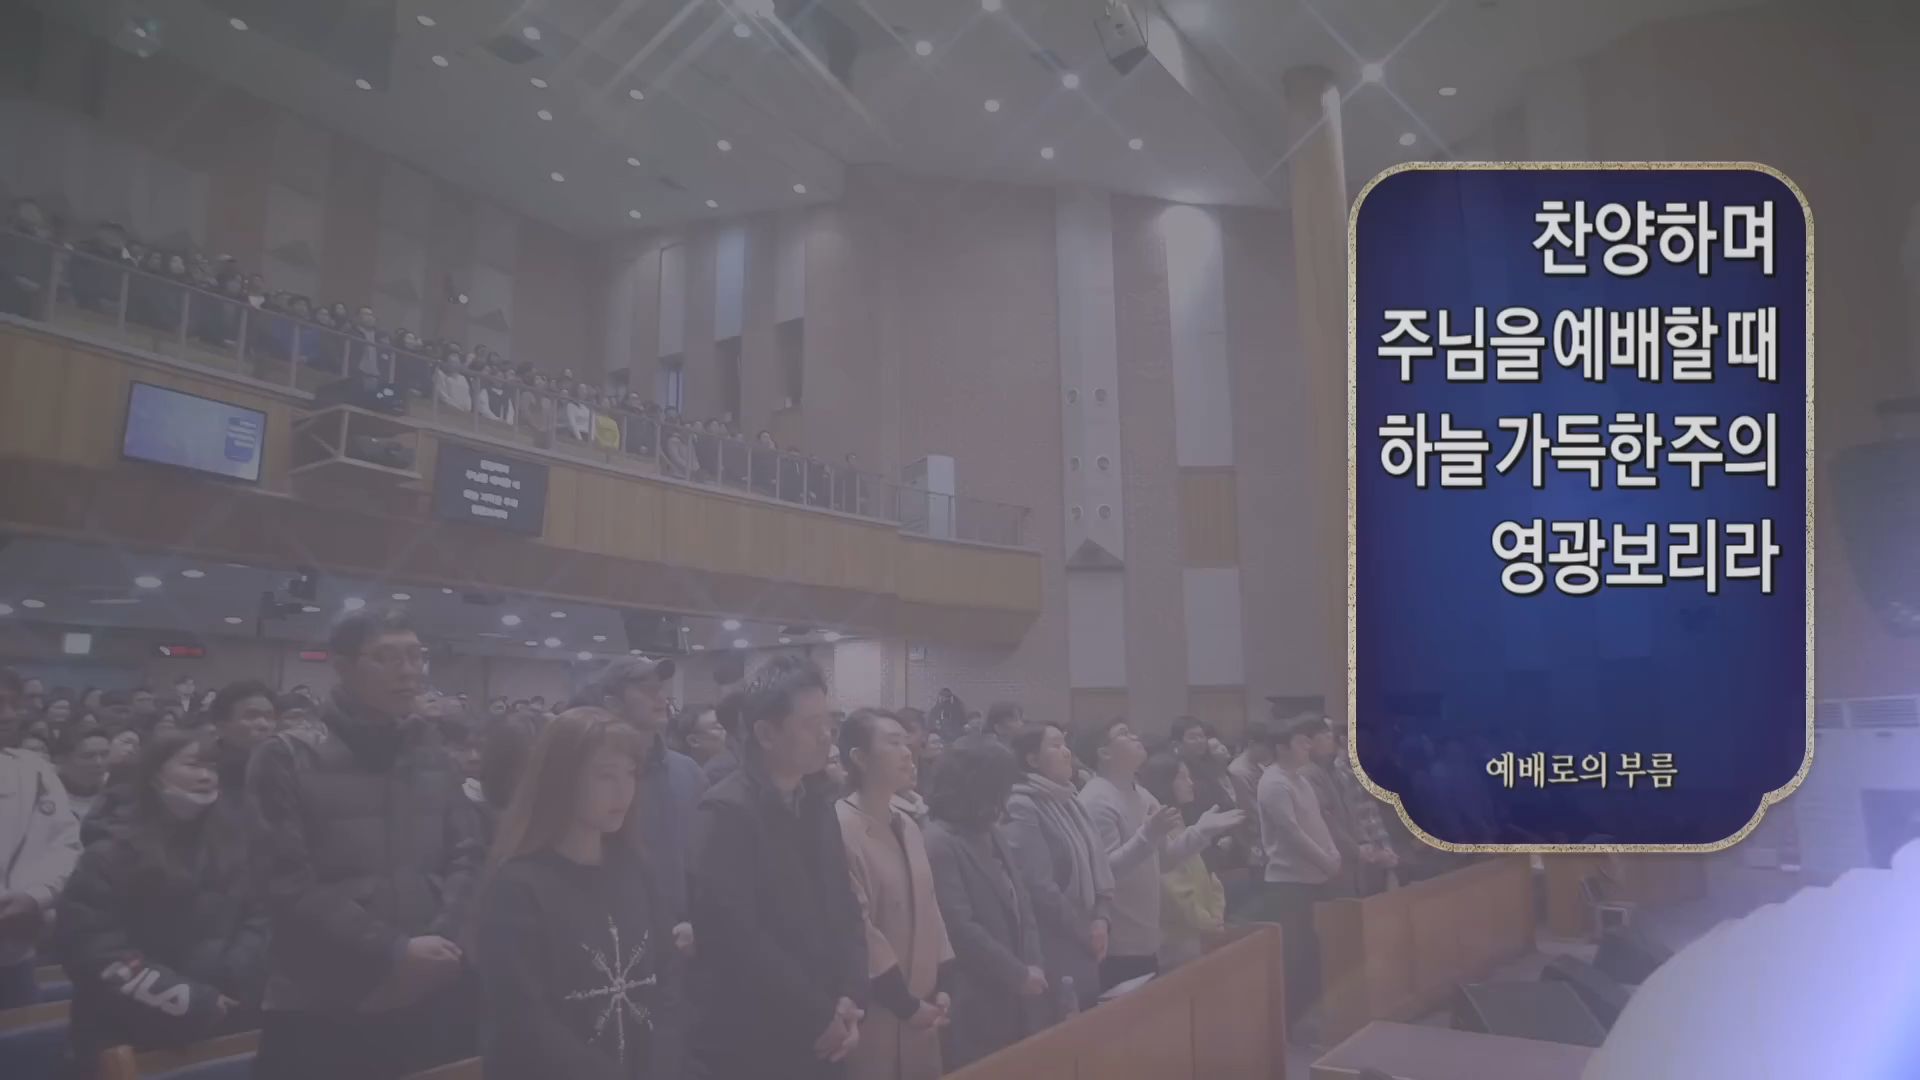 찬양하며
주님을 예배할 때
하늘 가득한 주의
영광 보리라
예배로의 부름
FILA